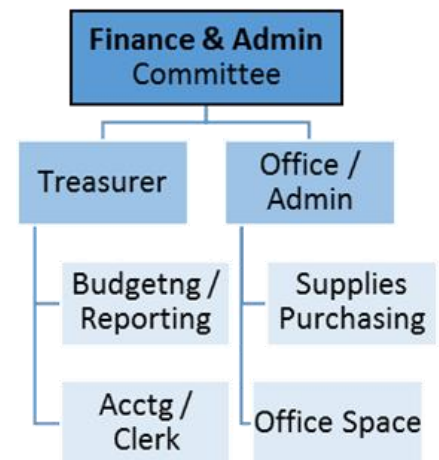 Finance & Admin
Committee
Treasurer
Office /
Admin
Budgetng /
Reporting
Supplies
Purchasing
Acctg /
Clerk
Office Space